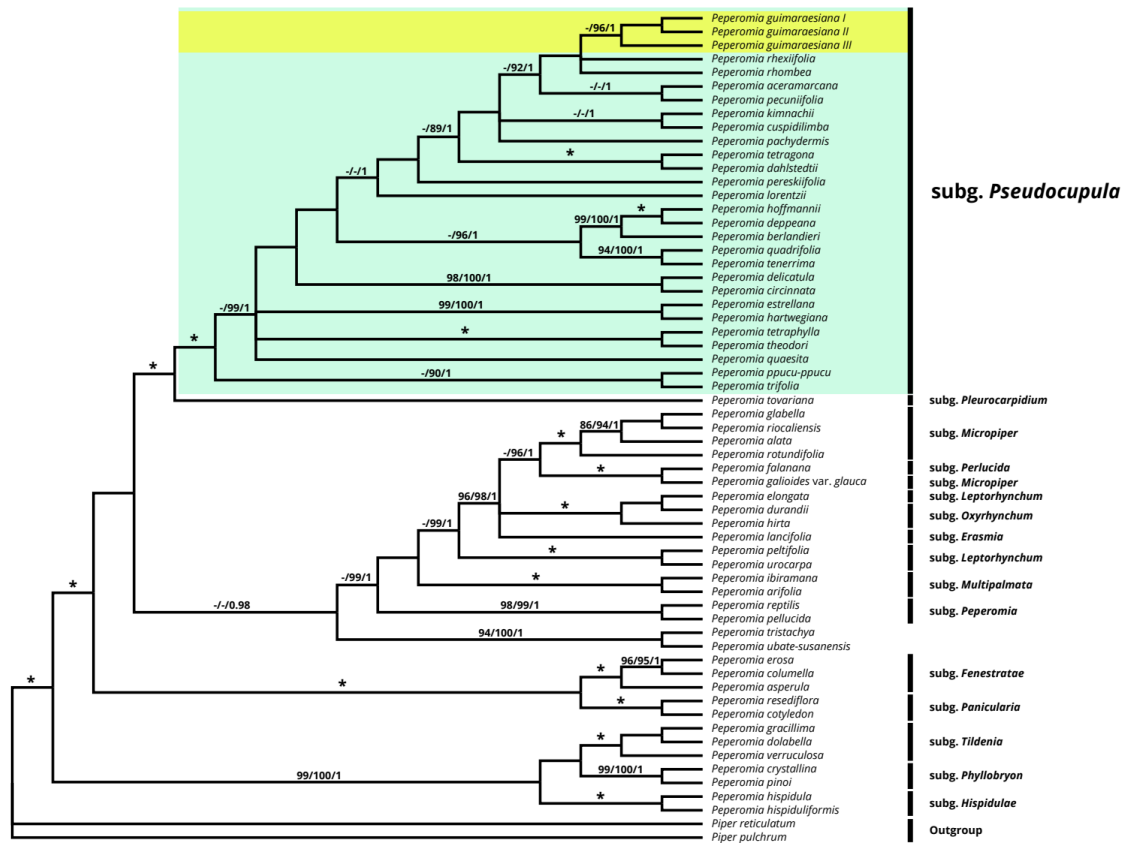 -/96/1
Peperomia guimaraesiana I
Peperomia guimaraesiana II
Peperomia guimaraesiana III
Peperomia rhexiifolia
-/92/1
Peperomia rhombea
-/-/1
Peperomia aceramarcana
Peperomia pecuniifolia
-/-/1
Peperomia kimnachii
Peperomia cuspidilimba
-/89/1
Peperomia pachydermis
*
Peperomia tetragona
Peperomia dahlstedtii
-/-/1
Peperomia pereskiifolia
Peperomia lorentzii
subg. Pseudocupula
*
Peperomia hoffmannii
99/100/1
Peperomia deppeana
-/96/1
Peperomia berlandieri
94/100/1
Peperomia quadrifolia
Peperomia tenerrima
98/100/1
Peperomia delicatula
Peperomia circinnata
-/99/1
99/100/1
Peperomia estrellana
Peperomia hartwegiana
*
*
Peperomia tetraphylla
Peperomia theodori
*
Peperomia quaesita
-/90/1
Peperomia ppucu-ppucu
Peperomia trifolia
Peperomia tovariana
subg. Pleurocarpidium
Peperomia glabella
86/94/1
Peperomia riocaliensis
subg. Micropiper
*
Peperomia alata
-/96/1
Peperomia rotundifolia
*
Peperomia falanana
subg. Perlucida
Peperomia galioides var. glauca
subg. Micropiper
96/98/1
Peperomia elongata
subg. Leptorhynchum
*
Peperomia durandii
subg. Oxyrhynchum
-/99/1
Peperomia hirta
Peperomia lancifolia
subg. Erasmia
*
Peperomia peltifolia
subg. Leptorhynchum
Peperomia urocarpa
-/99/1
*
Peperomia ibiramana
subg. Multipalmata
*
Peperomia arifolia
-/-/0.98
98/99/1
Peperomia reptilis
subg. Peperomia
Peperomia pellucida
94/100/1
Peperomia tristachya
Peperomia ubate-susanensis
96/95/1
Peperomia erosa
*
Peperomia columella
subg. Fenestratae
*
*
Peperomia asperula
*
Peperomia resediflora
subg. Panicularia
Peperomia cotyledon
Peperomia gracillima
*
Peperomia dolabella
subg. Tildenia
Peperomia verruculosa
99/100/1
99/100/1
Peperomia crystallina
subg. Phyllobryon
Peperomia pinoi
*
Peperomia hispidula
subg. Hispidulae
Peperomia hispiduliformis
Piper reticulatum
Outgroup
Piper pulchrum